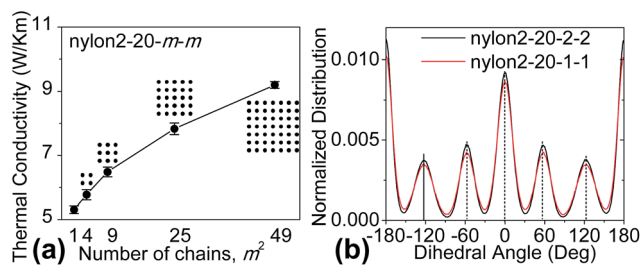 Thermal Conductivity (W/Km)
11
9
7
5
nylon2-20-m-m
1 4 9 25 49
Number of chains, m²
(a)
Normalized Distribution
0.010
0.005
0.000
nylon2-20-2-2
nylon2-20-1-1
-180 -120 -60 0 60 120 180
Dihedral Angle (Deg)
(b)